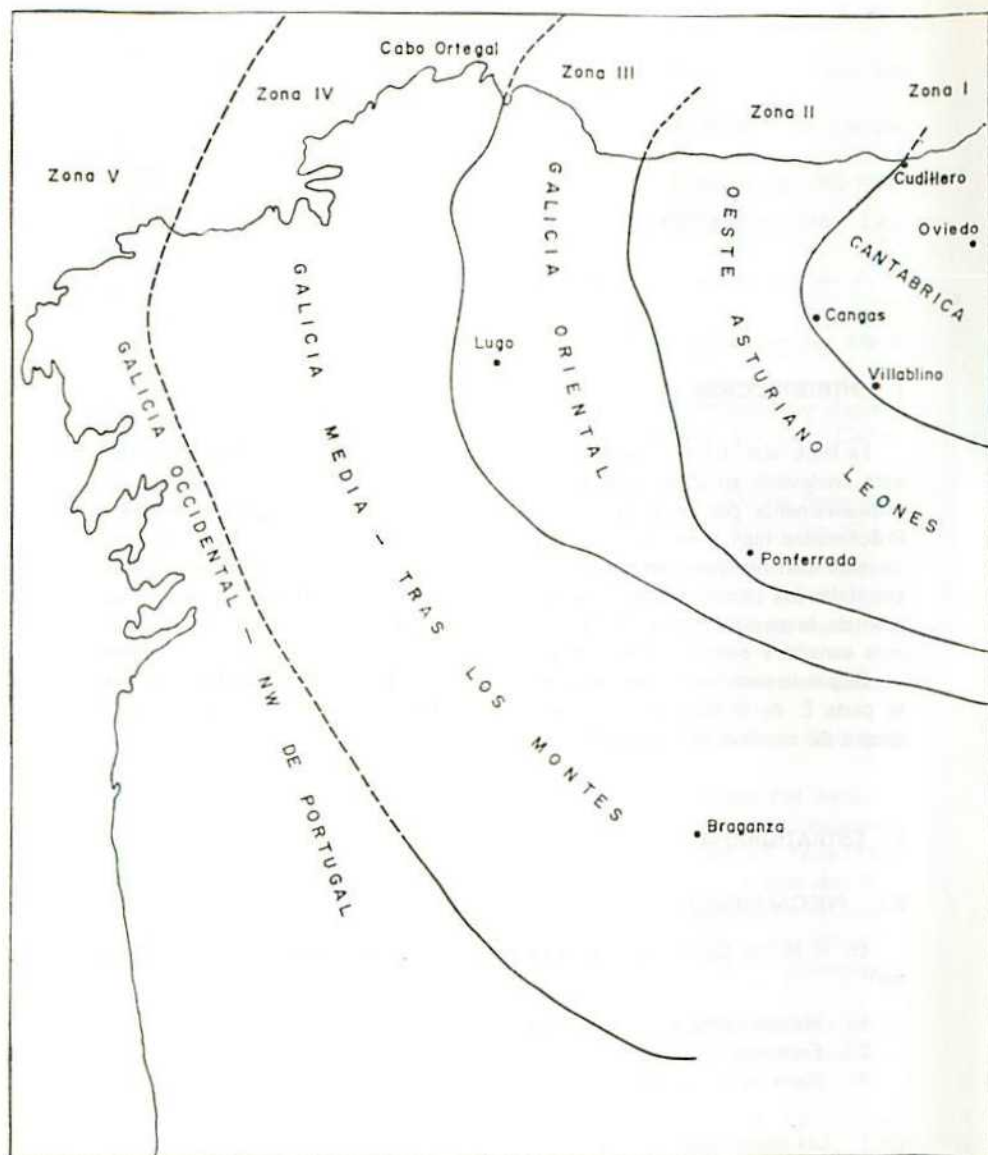 Cabo Ortegal
Zona III
Zona I
Zona IV
Zona II
Zona V
Cudillero
Oviedo
CANTABRICA
Cangas
Lugo
Villablino
GALICIA ORIENTAL
OESTE ASTURIANO LEONES
GALICIA MEDIA – TRAS LOS MONTES
GALICIA OCCIDENTAL – NW DE PORTUGAL
Ponferrada
Braganza